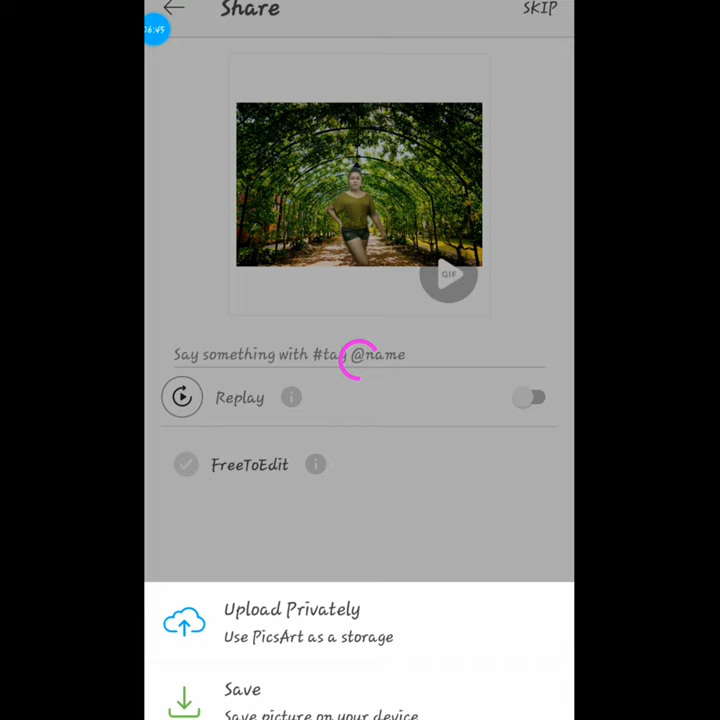 Share
SKIP
06:45
GIF
Say something with #tag @name
Replay
FreeToEdit
Upload Privately
Use PicsArt as a storage
Save
Save picture on your device